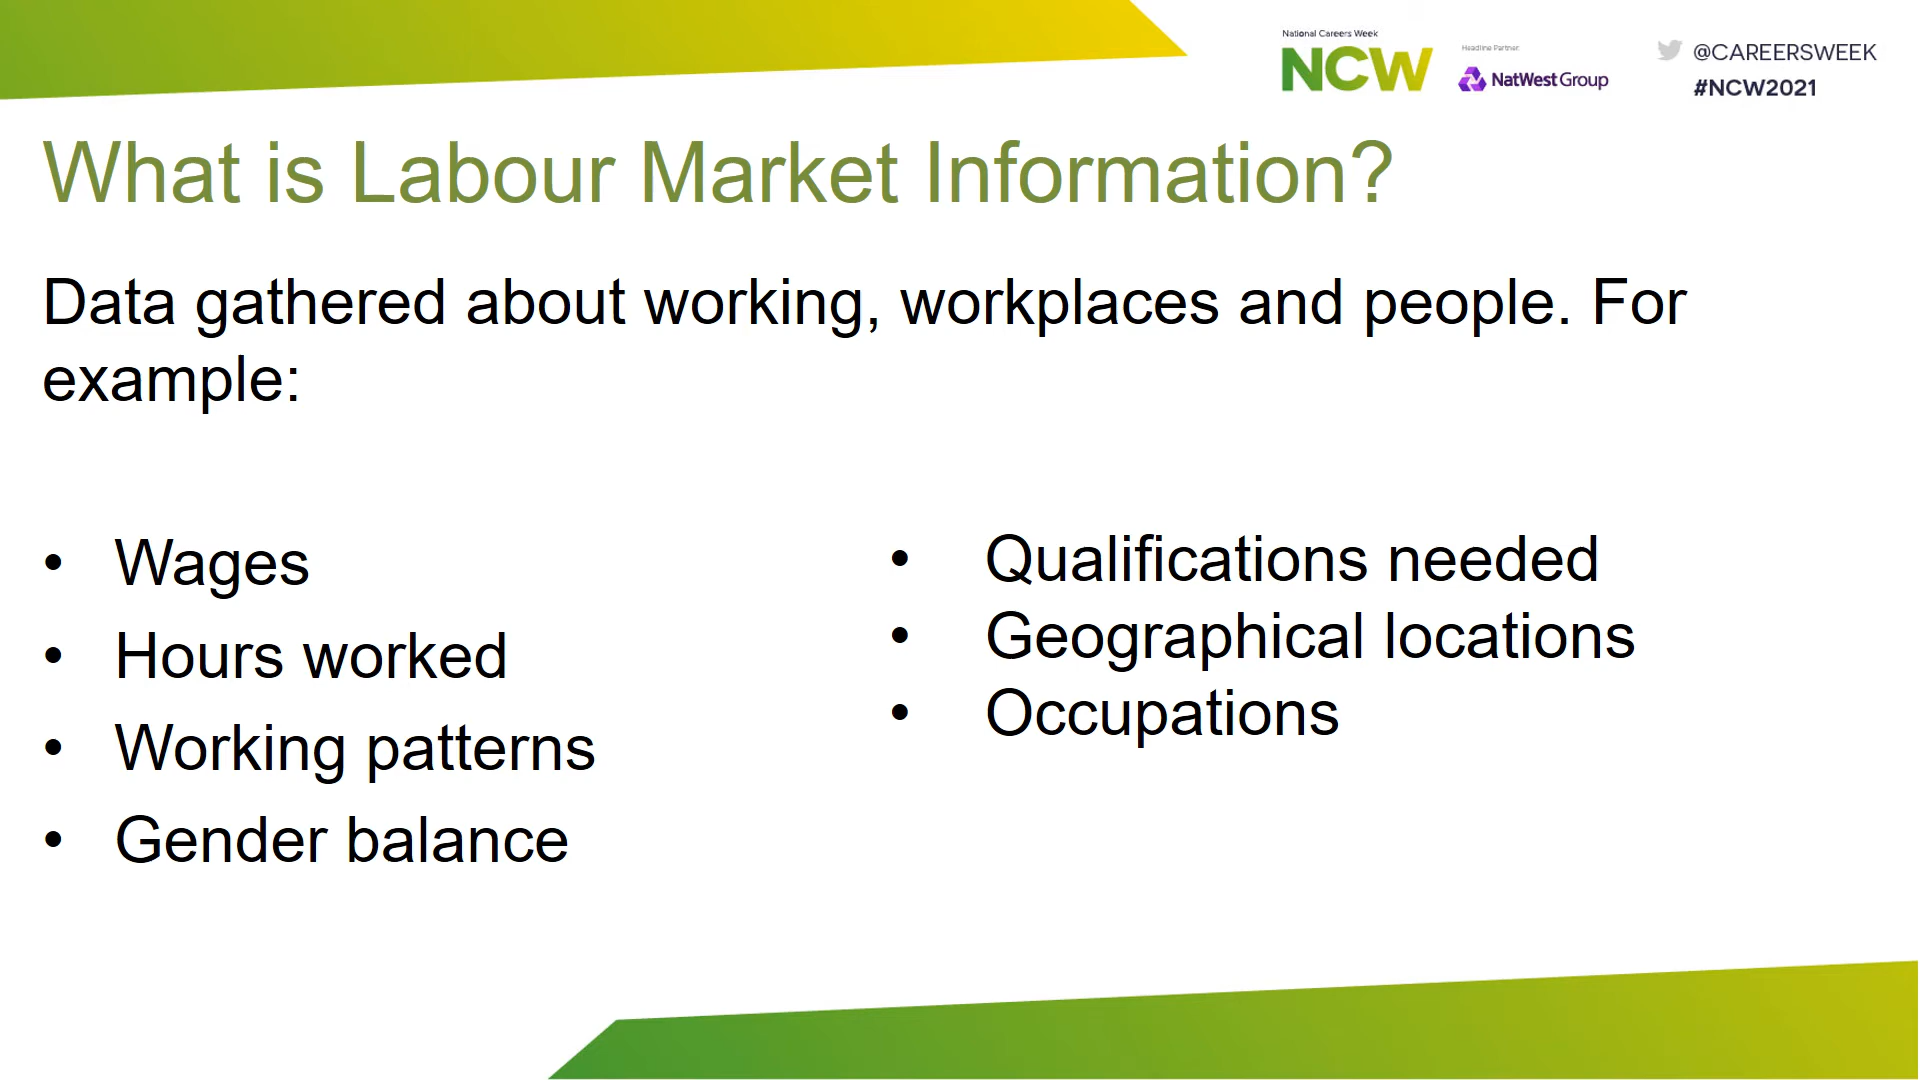 National Careers Week
NCW
Headline Partner
NatWest Group
@CAREERSWEEK
#NCW2021
What is Labour Market Information?
Data gathered about working, workplaces and people. For
example:
• Wages
• Hours worked
• Working patterns
• Gender balance
• Qualifications needed
• Geographical locations
• Occupations